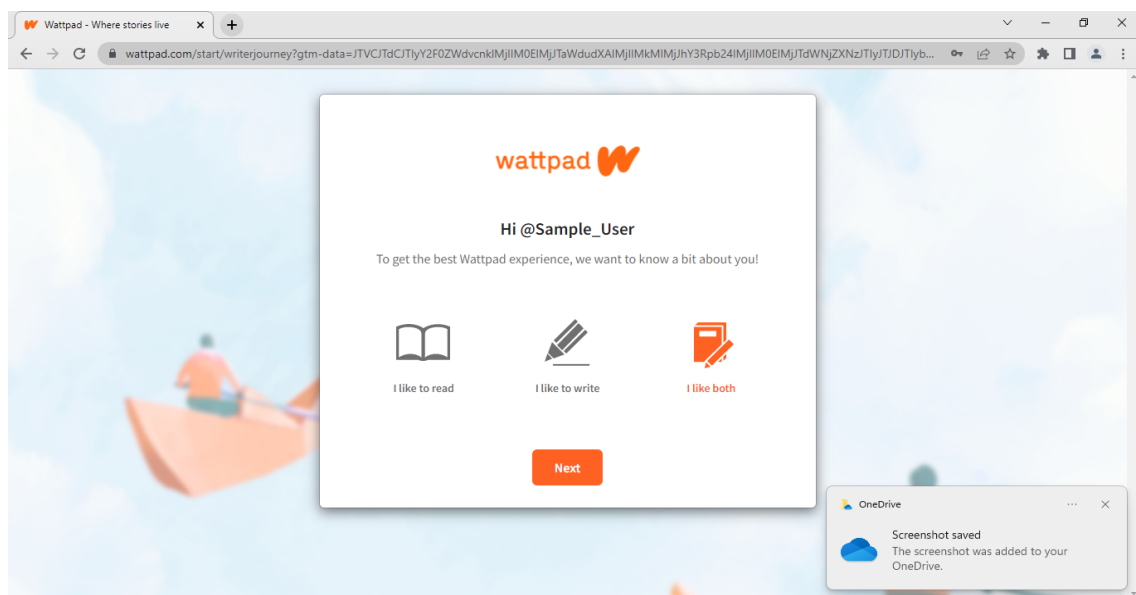 Wattpad - Where stories live
wattpad.com/start/writerjourney?gtm-data=JTVCJTdCJTIyY2F0ZWdvcnklMjIlM0ElMjJTaWdudXAlMjIlMkMlMjJhY3Rpb24lMjIlM0ElMjJTdWNjZXNzJTIyJTJDJTIyb...
wattpad
Hi @Sample_User
To get the best Wattpad experience, we want to know a bit about you!
I like to read I like to write I like both
Next
OneDrive
Screenshot saved
The screenshot was added to your
OneDrive.